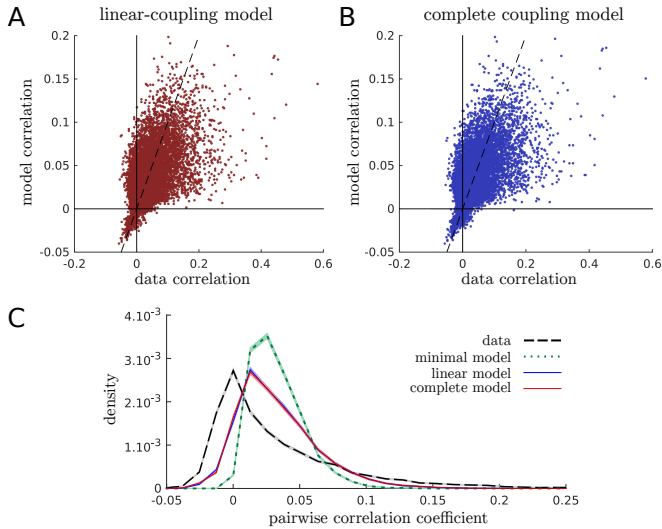 A
linear-coupling model
0.2
0.15
0.1
0.05
0
-0.05
-0.2
0
0.2
0.4
0.6
model correlation
data correlation
B
complete coupling model
0.2
0.15
0.1
0.05
0
-0.05
-0.2
0
0.2
0.4
0.6
model correlation
data correlation
C
4.10⁻³
3.10⁻³
2.10⁻³
1.10⁻³
0
-0.05
0
0.05
0.1
0.15
0.2
0.25
density
pairwise correlation coefficient
data
minimal model
linear model
complete model